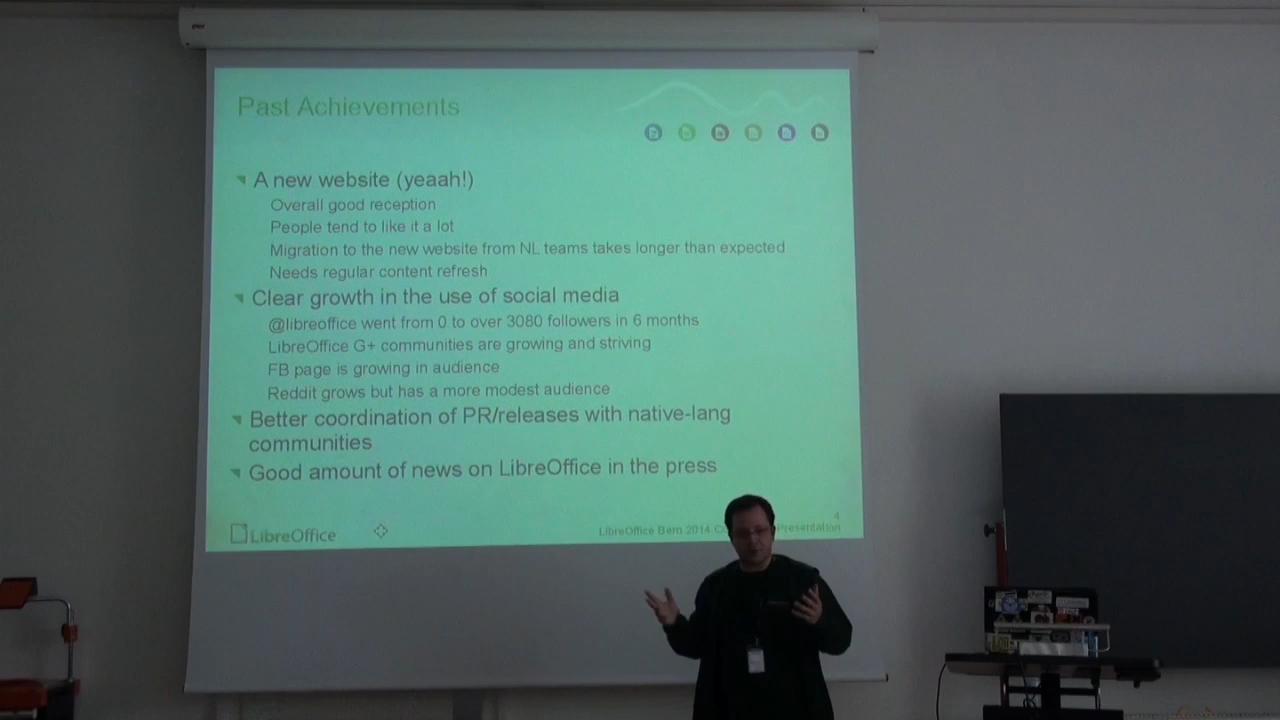 Past Achievements
A new website (yeaah!)
Overall good reception
People tend to like it a lot
Migration to the new website from NL teams takes longer than expected
Needs regular content refresh
Clear growth in the use of social media
@libreoffice went from 0 to over 3080 followers in 6 months
LibreOffice G+ communities are growing and striving
FB page is growing in audience
Reddit grows but has a more modest audience
Better coordination of PR/releases with native-lang
communities
Good amount of news on LibreOffice in the press
4
LibreOffice
LibreOffice Bern 2014 Presentation